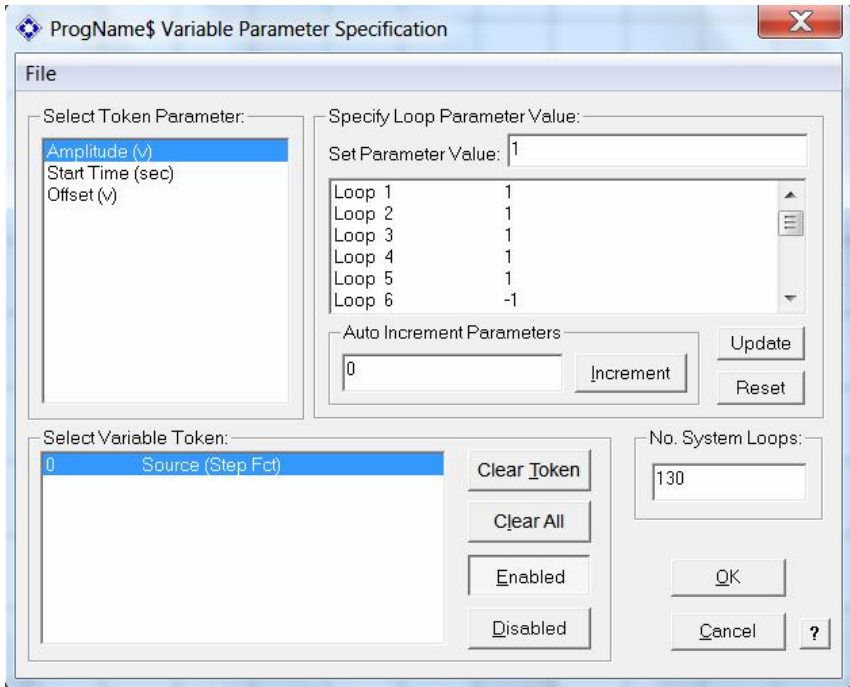 ProgName$ Variable Parameter Specification
File
Select Token Parameter:
Amplitude (v)
Start Time (sec)
Offset (v)
Specify Loop Parameter Value:
Set Parameter Value: 1
Loop 1 1
Loop 2 1
Loop 3 1
Loop 4 1
Loop 5 1
Loop 6 -1
Auto Increment Parameters
0
Increment
Update
Reset
Select Variable Token:
0 Source (Step Fct)
Clear Token
Clear All
Enabled
Disabled
No. System Loops:
130
OK
Cancel
?